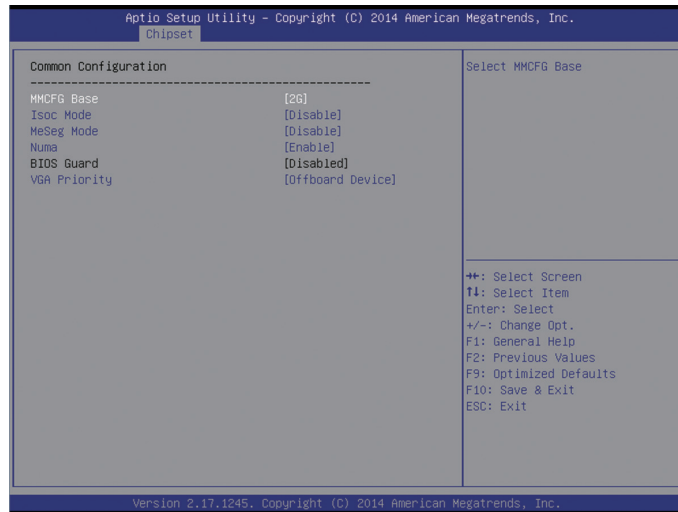 Aptio Setup Utility – Copyright (C) 2014 American Megatrends, Inc.
Chipset
Common Configuration
--------------------------------------------------
MMCFG Base [2G]
Isoc Mode [Disable]
MeSeg Mode [Disable]
Numa [Enable]
BIOS Guard [Disabled]
VGA Priority [Offboard Device]
Select MMCFG Base
→←: Select Screen
↑↓: Select Item
Enter: Select
+/-: Change Opt.
F1: General Help
F2: Previous Values
F9: Optimized Defaults
F10: Save & Exit
ESC: Exit
Version 2.17.1245. Copyright (C) 2014 American Megatrends, Inc.